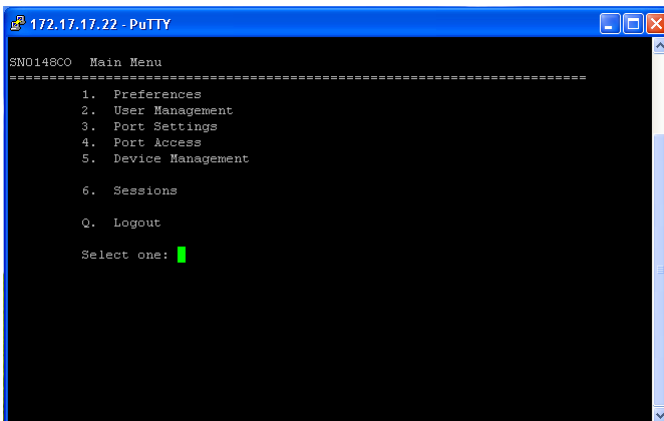 172.17.17.22 - PuTTY
SN0148CO Main Menu
========================================================================
1. Preferences
2. User Management
3. Port Settings
4. Port Access
5. Device Management
6. Sessions
Q. Logout
Select one: